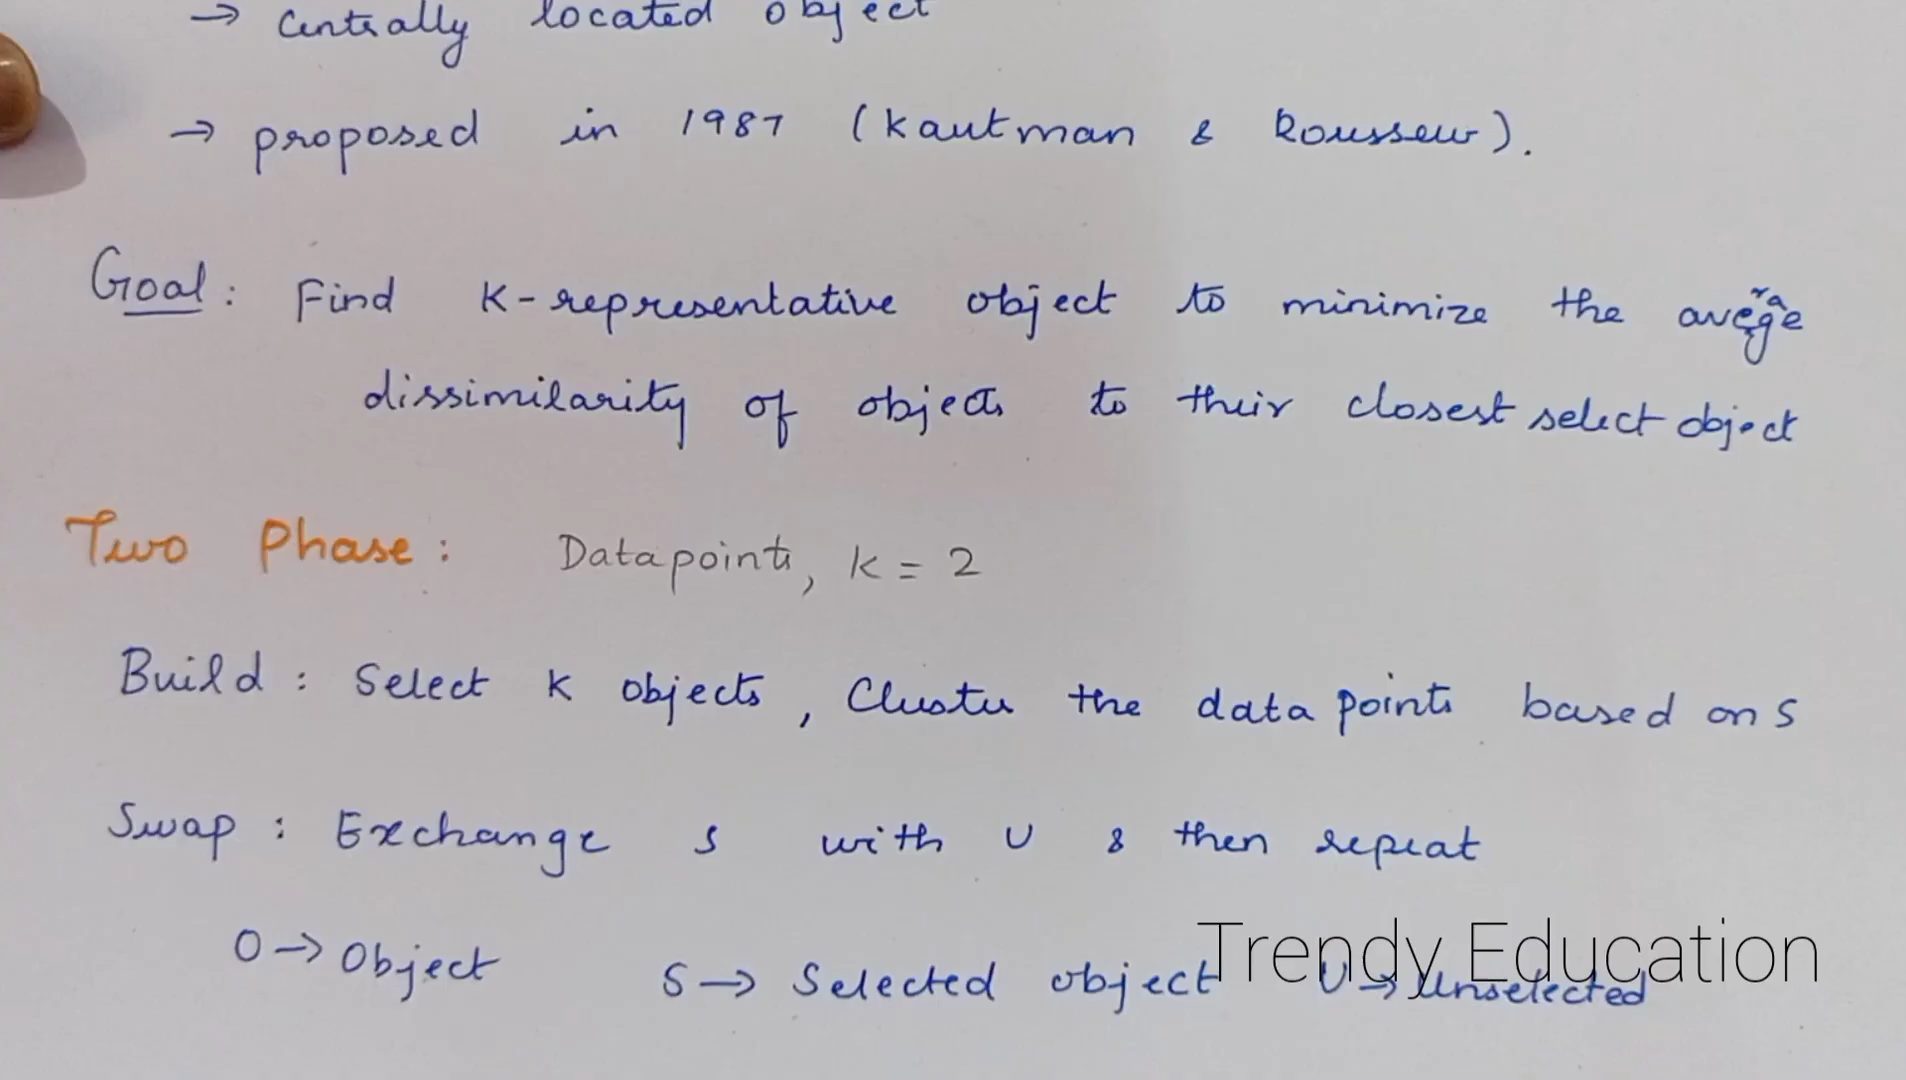 → Centrally located object
→ proposed in 1987 (Kautman & Rousseur).
Goal: Find K-representative object to minimize the average
dissimilarity of objects to their closest select object
Two Phase: Datapoints, K = 2
Build: Select K objects, Cluster the data points based on S
Swap: Exchange S with U & then repeat
O → Object S → Selected object U → Unselected
Trendy Education